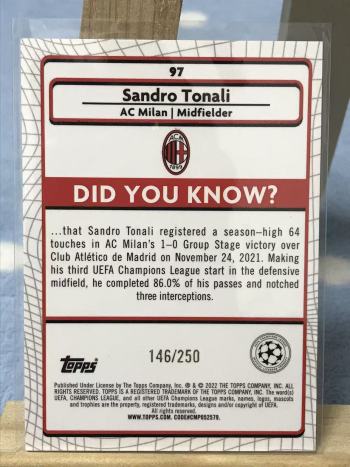 97
Sandro Tonali
AC Milan | Midfielder
ACM
1899
DID YOU KNOW?
...that Sandro Tonali registered a season–high 64
touches in AC Milan's 1–0 Group Stage victory over
Club Atlético de Madrid on November 24, 2021. Making
his third UEFA Champions League start in the defensive
midfield, he completed 86.0% of his passes and notched
three interceptions.
Topps
146/250
Published Under License by The Topps Company, Inc. ® & © 2022 THE TOPPS COMPANY, INC. ALL
RIGHTS RESERVED. TOPPS IS A REGISTERED TRADEMARK OF THE TOPPS COMPANY, INC. The word(s)
UEFA, CHAMPIONS LEAGUE, and all other UEFA Champions League marks, names, logos, mascots
and trophies are the property, registered trademarks, designs and/or copyright of UEFA.
WWW.TOPPS.COM. CODE#CMP052579.